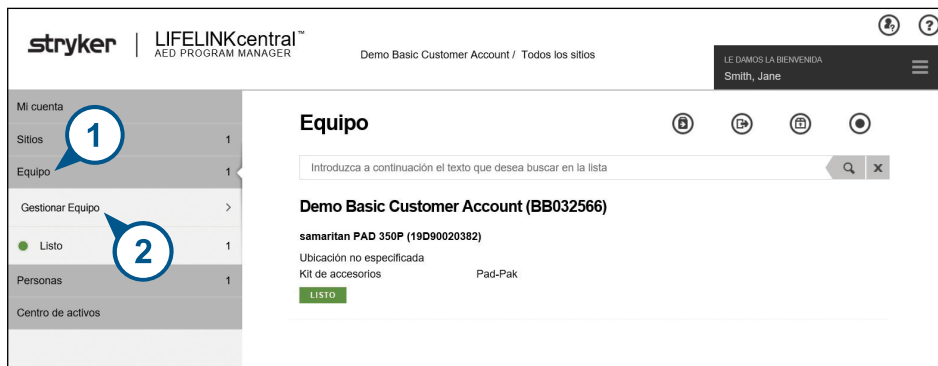 stryker
LIFELINKcentral™
AED PROGRAM MANAGER
Demo Basic Customer Account / Todos los sitios
LE DAMOS LA BIENVENIDA
Smith, Jane
Mi cuenta
Sitios 1
Equipo 1
Gestionar Equipo >
Listo 1
Personas 1
Centro de activos
1
2
Equipo
Introduzca a continuación el texto que desea buscar en la lista
x
Demo Basic Customer Account (BB032566)
samaritan PAD 350P (19D90020382)
Ubicación no especificada
Kit de accesorios Pad-Pak
LISTO
?
?